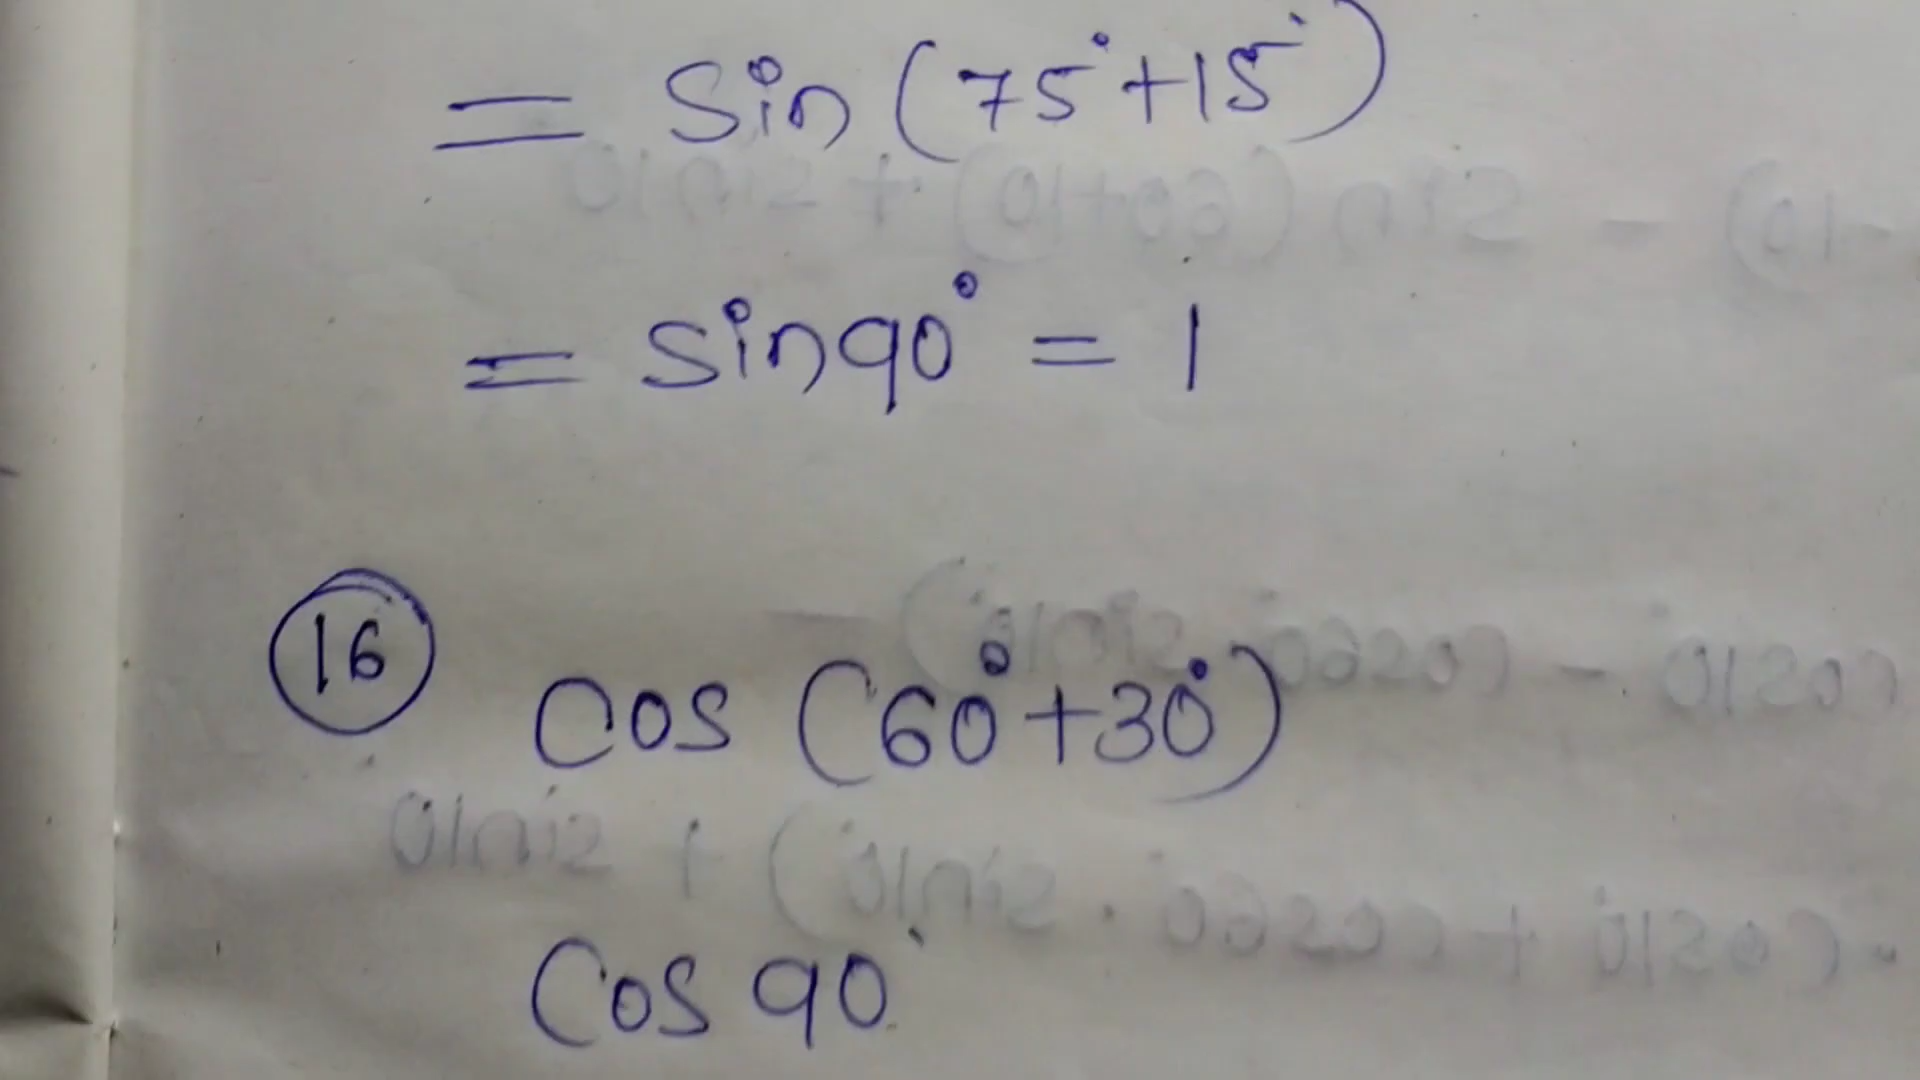 = Sin (75°+15°)
= Sin90° = 1
16
Cos (60°+30°)
Cos 90°